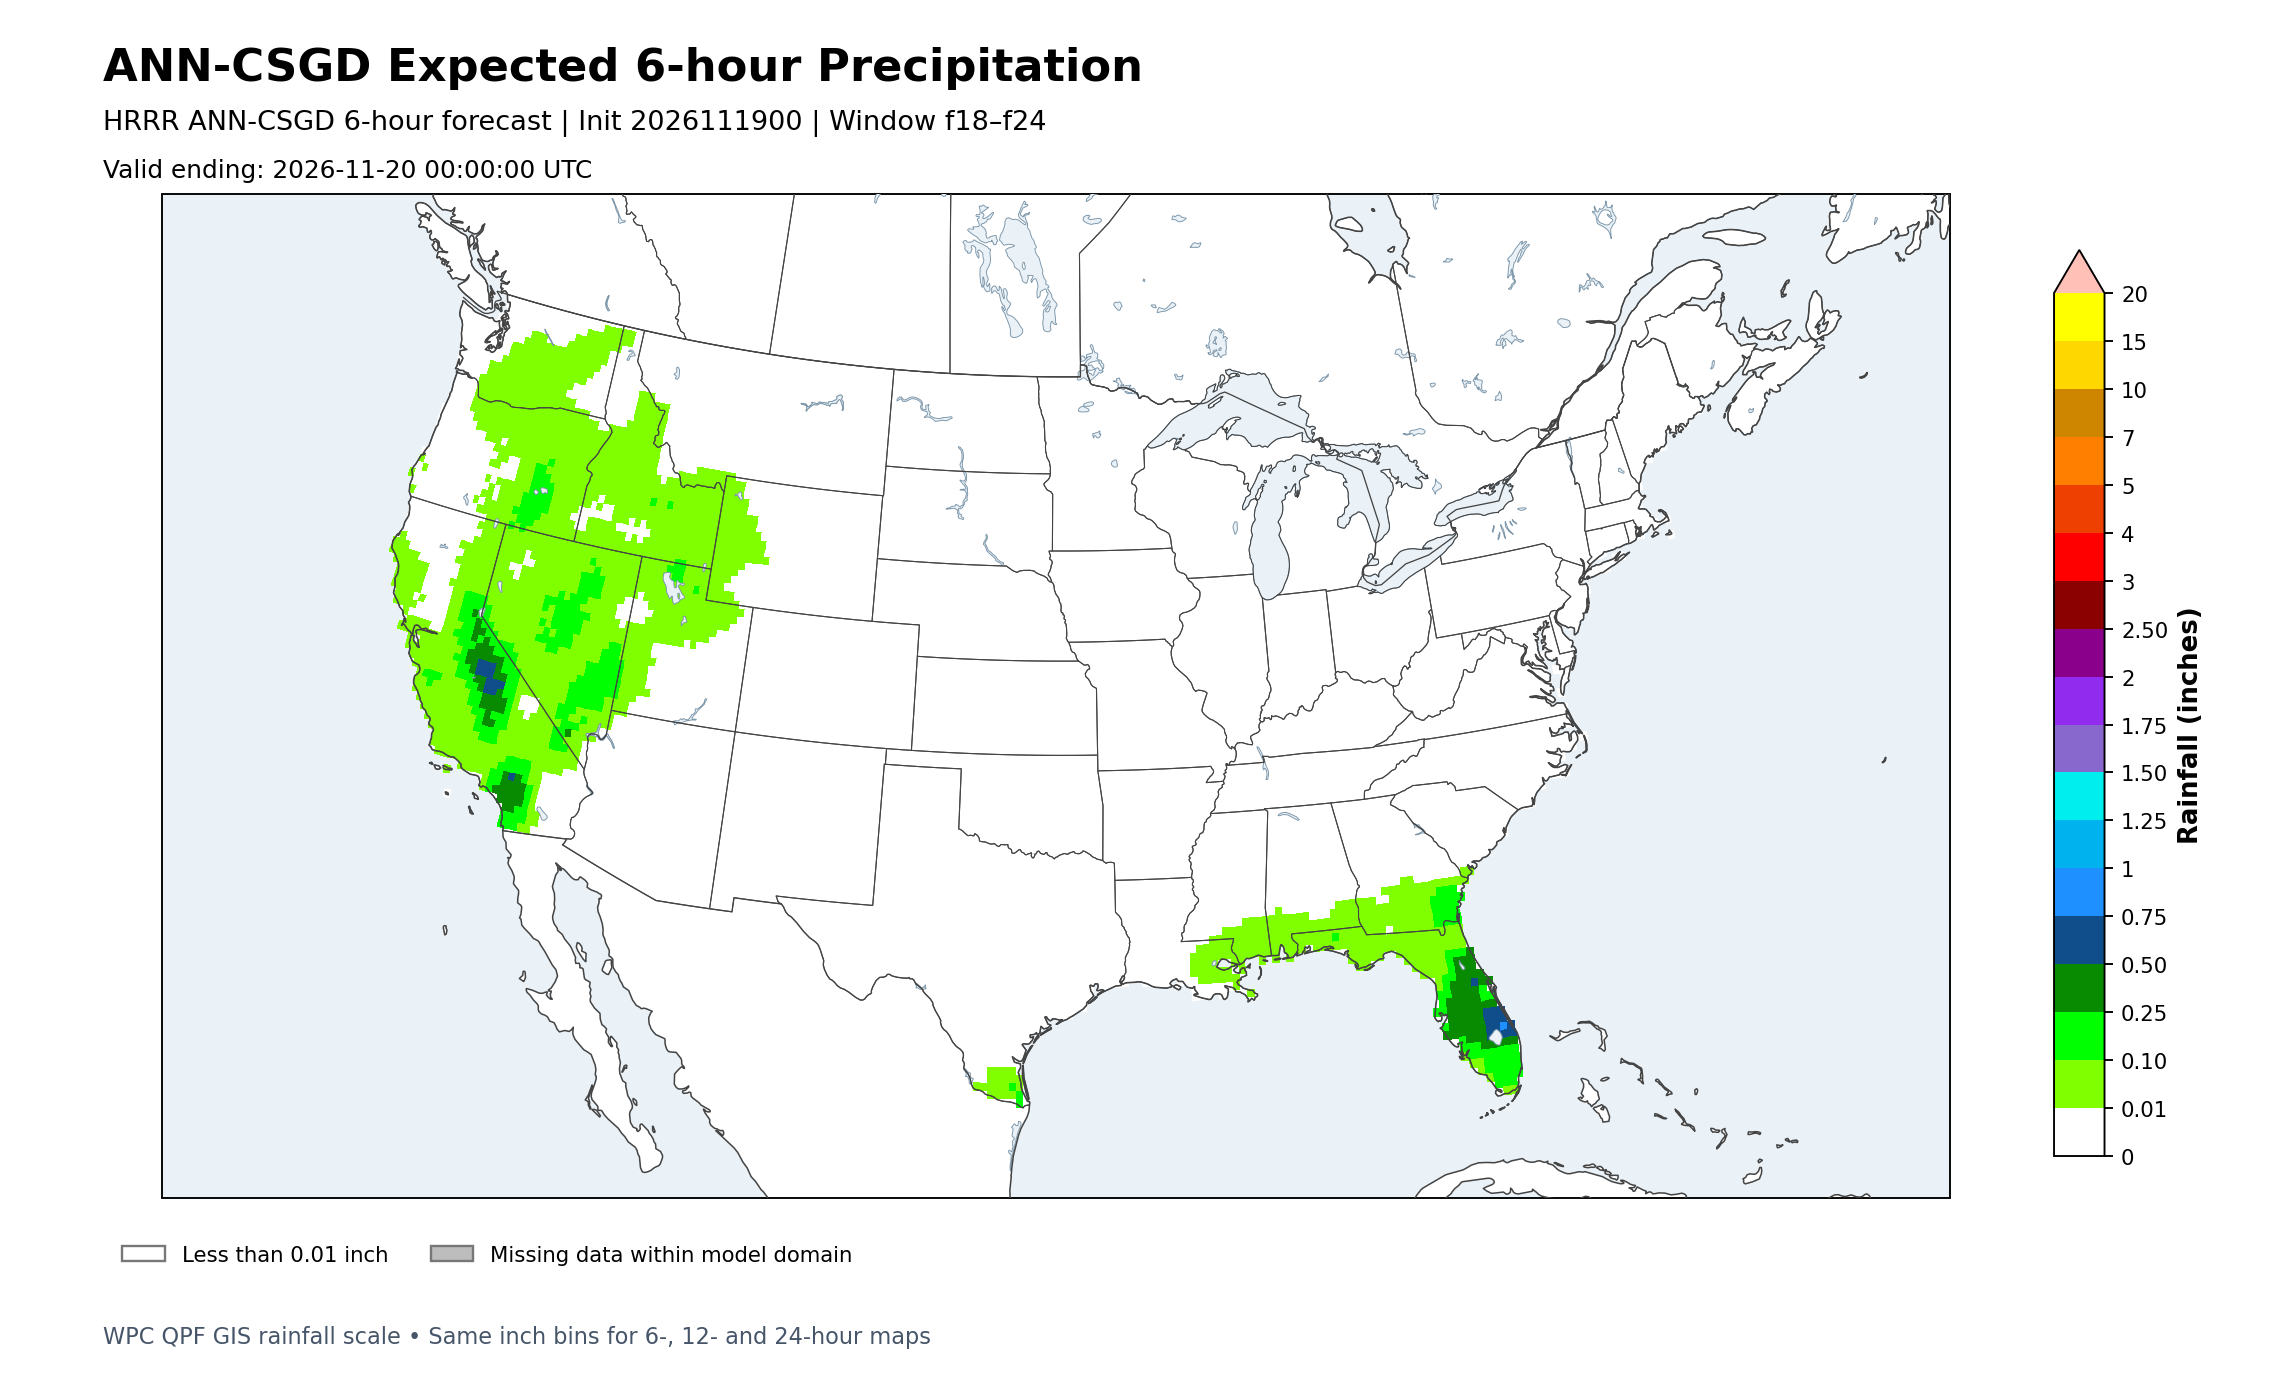 ANN-CSGD Expected 6-hour Precipitation
HRRR ANN-CSGD 6-hour forecast | Init 2026111900 | Window f18–f24
Valid ending: 2026-11-20 00:00:00 UTC
20
15
10
7
5
4
3
2.50
2
1.75
1.50
1.25
1
0.75
0.50
0.25
0.10
0.01
0
Rainfall (inches)
Less than 0.01 inch
Missing data within model domain
WPC QPF GIS rainfall scale • Same inch bins for 6-, 12- and 24-hour maps